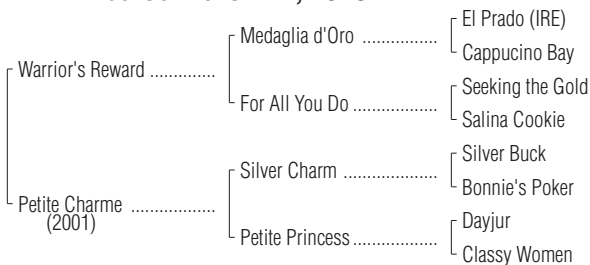 El Prado (IRE)
Medaglia d'Oro ..................
Cappucino Bay
Warrior's Reward ..............
Seeking the Gold
For All You Do ....................
Salina Cookie
Silver Buck
Silver Charm ......................
Bonnie's Poker
Petite Charme ..................
(2001)
Dayjur
Petite Princess....................
Classy Women